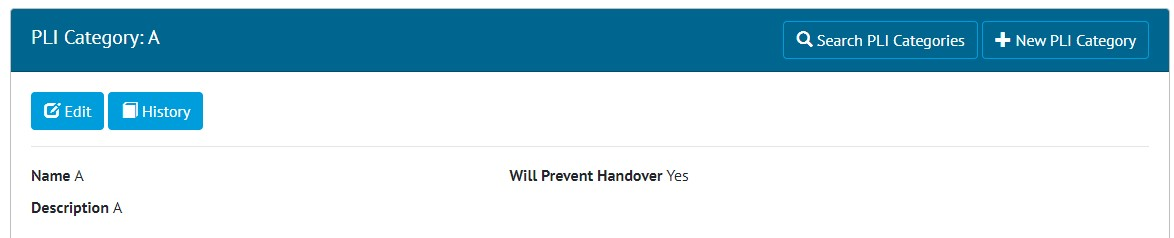 PLI Category: A
Search PLI Categories
New PLI Category
Edit
History
Name A
Will Prevent Handover Yes
Description A